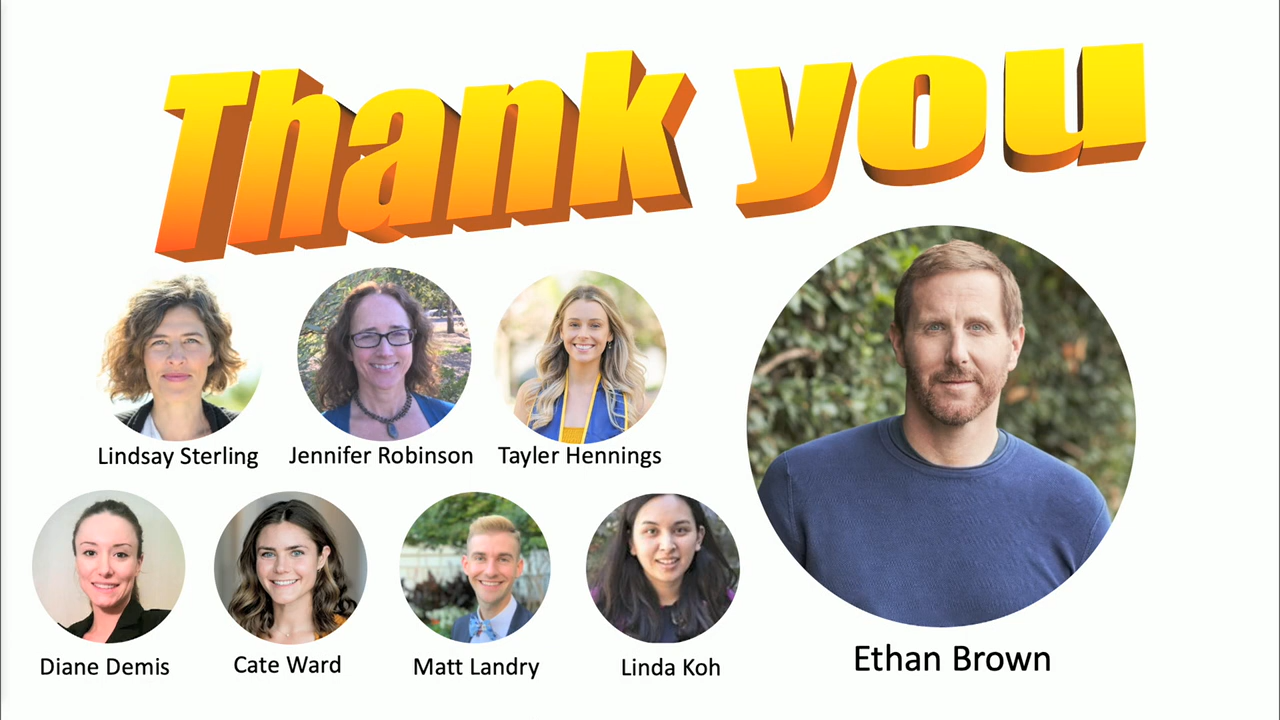 Thank you
Lindsay Sterling
Jennifer Robinson
Tayler Hennings
Diane Demis
Cate Ward
Matt Landry
Linda Koh
Ethan Brown